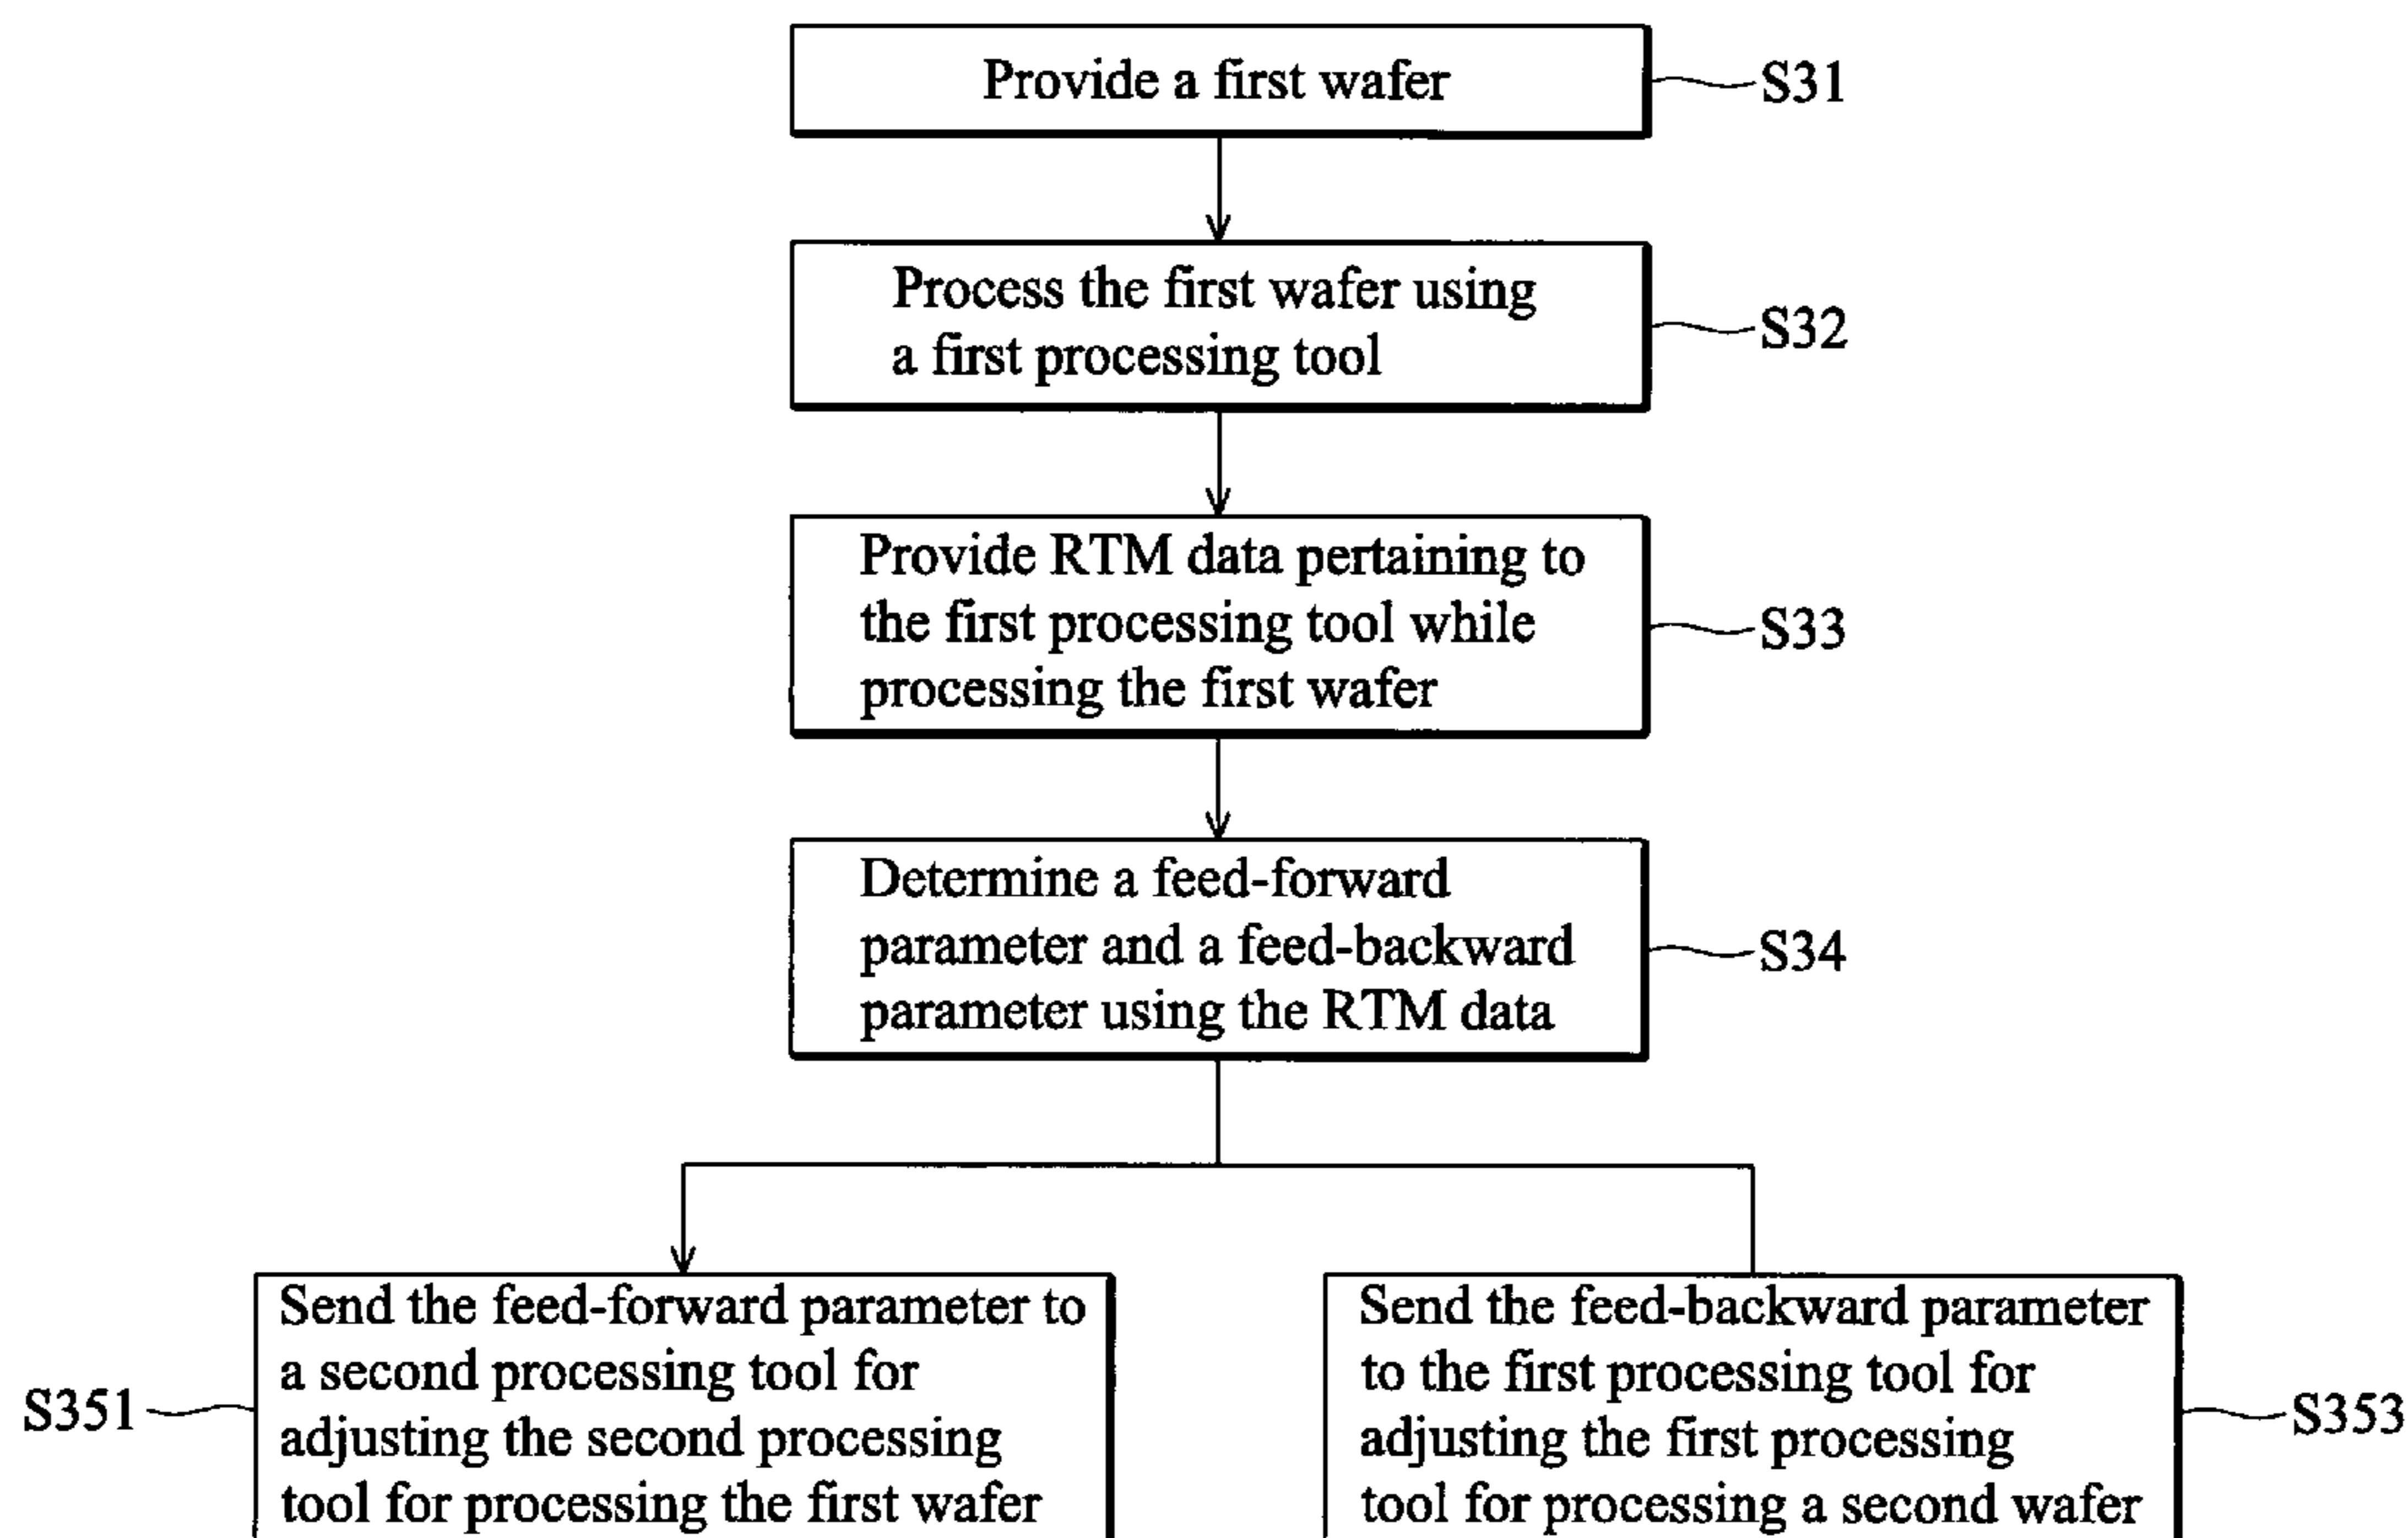 Provide a first wafer
S31
Process the first wafer using
a first processing tool
S32
Provide RTM data pertaining to
the first processing tool while
processing the first wafer
S33
Determine a feed-forward
parameter and a feed-backward
parameter using the RTM data
S34
Send the feed-forward parameter to
a second processing tool for
adjusting the second processing
tool for processing the first wafer
S351
Send the feed-backward parameter
to the first processing tool for
adjusting the first processing
tool for processing a second wafer
S353